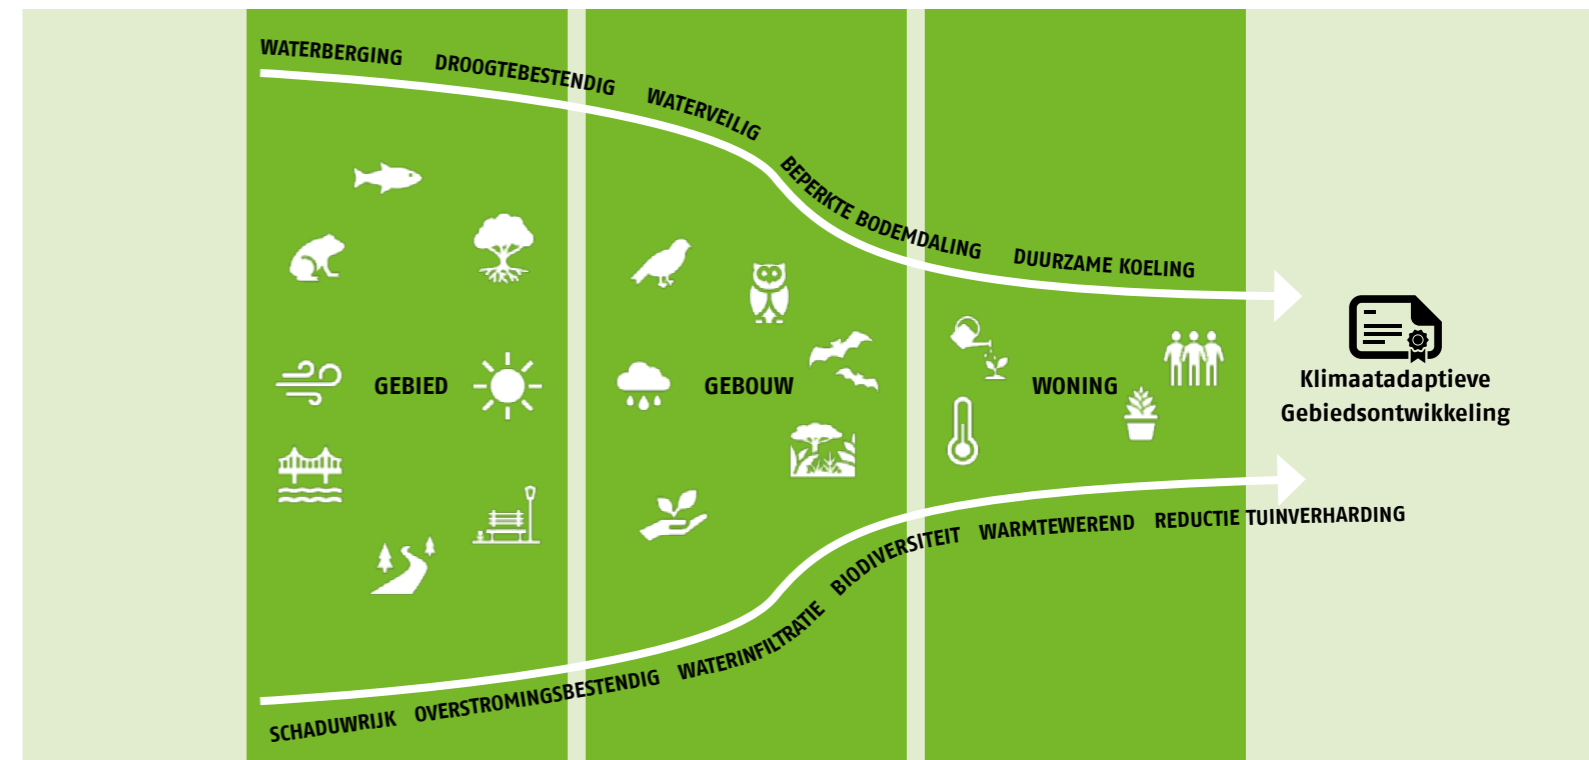 WATERBERGING DROOGTEBESTENDIG WATERVEILIG BEPERKTE BODEMDALING DUURZAME KOELING
GEBIED
GEBOUW
WONING
Klimaatadaptieve
Gebiedsontwikkeling
SCHADUWRIJK OVERSTROMINGSBESTENDIG WATERINFILTRATIE BIODIVERSITEIT WARMTEWEREND REDUCTIE TUINVERHARDING